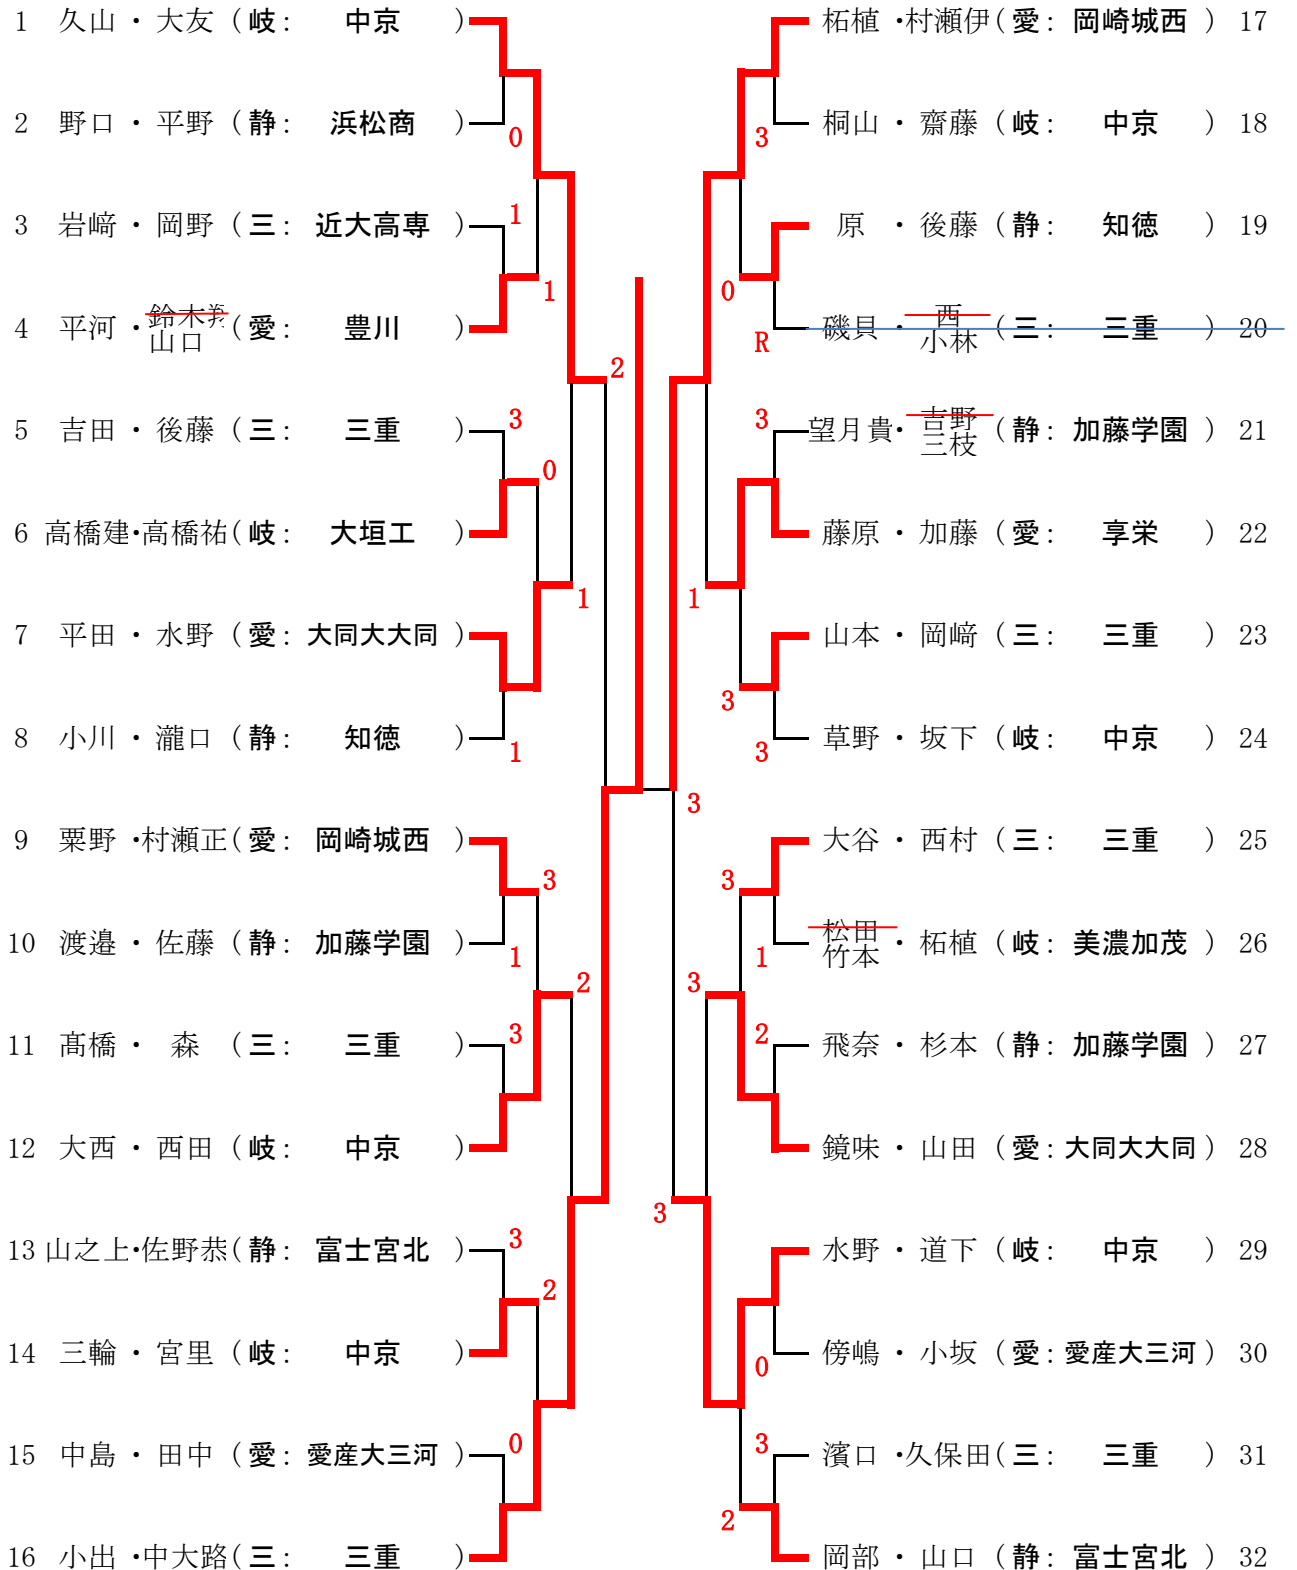 1 久山 ・ 大友 (岐: 中京 )
0
2 野口 ・ 平野 (静: 浜松商 )
3 岩﨑 ・ 岡野 (三: 近大高専 )
1
1
4 平河 ・ 鈴木翔 山口 (愛: 豊川 )
2
5 吉田 ・ 後藤 (三: 三重 )
3
0
6 高橋建・高橋祐(岐: 大垣工 )
1
7 平田 ・ 水野 (愛: 大同大大同 )
8 小川 ・ 瀧口 (静: 知徳 )
1
9 粟野 ・村瀬正(愛: 岡崎城西 )
3
10 渡邉 ・ 佐藤 (静: 加藤学園 )
1
2
11 髙橋 ・ 森 (三: 三重 )
3
12 大西 ・ 西田 (岐: 中京 )
13 山之上・佐野恭(静: 富士宮北 )
3
2
14 三輪 ・ 宮里 (岐: 中京 )
15 中島 ・ 田中 (愛: 愛産大三河 )
0
16 小出 ・中大路(三: 三重 )
柘植 ・村瀬伊(愛: 岡崎城西 ) 17
桐山 ・ 齋藤 (岐: 中京 ) 18
3
原 ・ 後藤 (静: 知徳 ) 19
0
磯貝 ・ 西 小林 (三: 三重 ) 20
R
望月貴・ 吉野 三枝 (静: 加藤学園 ) 21
3
藤原 ・ 加藤 (愛: 享栄 ) 22
1
山本 ・ 岡﨑 (三: 三重 ) 23
3
草野 ・ 坂下 (岐: 中京 ) 24
3
3
大谷 ・ 西村 (三: 三重 ) 25
3
松田 竹本 ・ 柘植 (岐: 美濃加茂 ) 26
1
3
飛奈 ・ 杉本 (静: 加藤学園 ) 27
2
鏡味 ・ 山田 (愛: 大同大大同 ) 28
3
水野 ・ 道下 (岐: 中京 ) 29
傍嶋 ・ 小坂 (愛: 愛産大三河 ) 30
0
濱口 ・久保田(三: 三重 ) 31
3
2
岡部 ・ 山口 (静: 富士宮北 ) 32